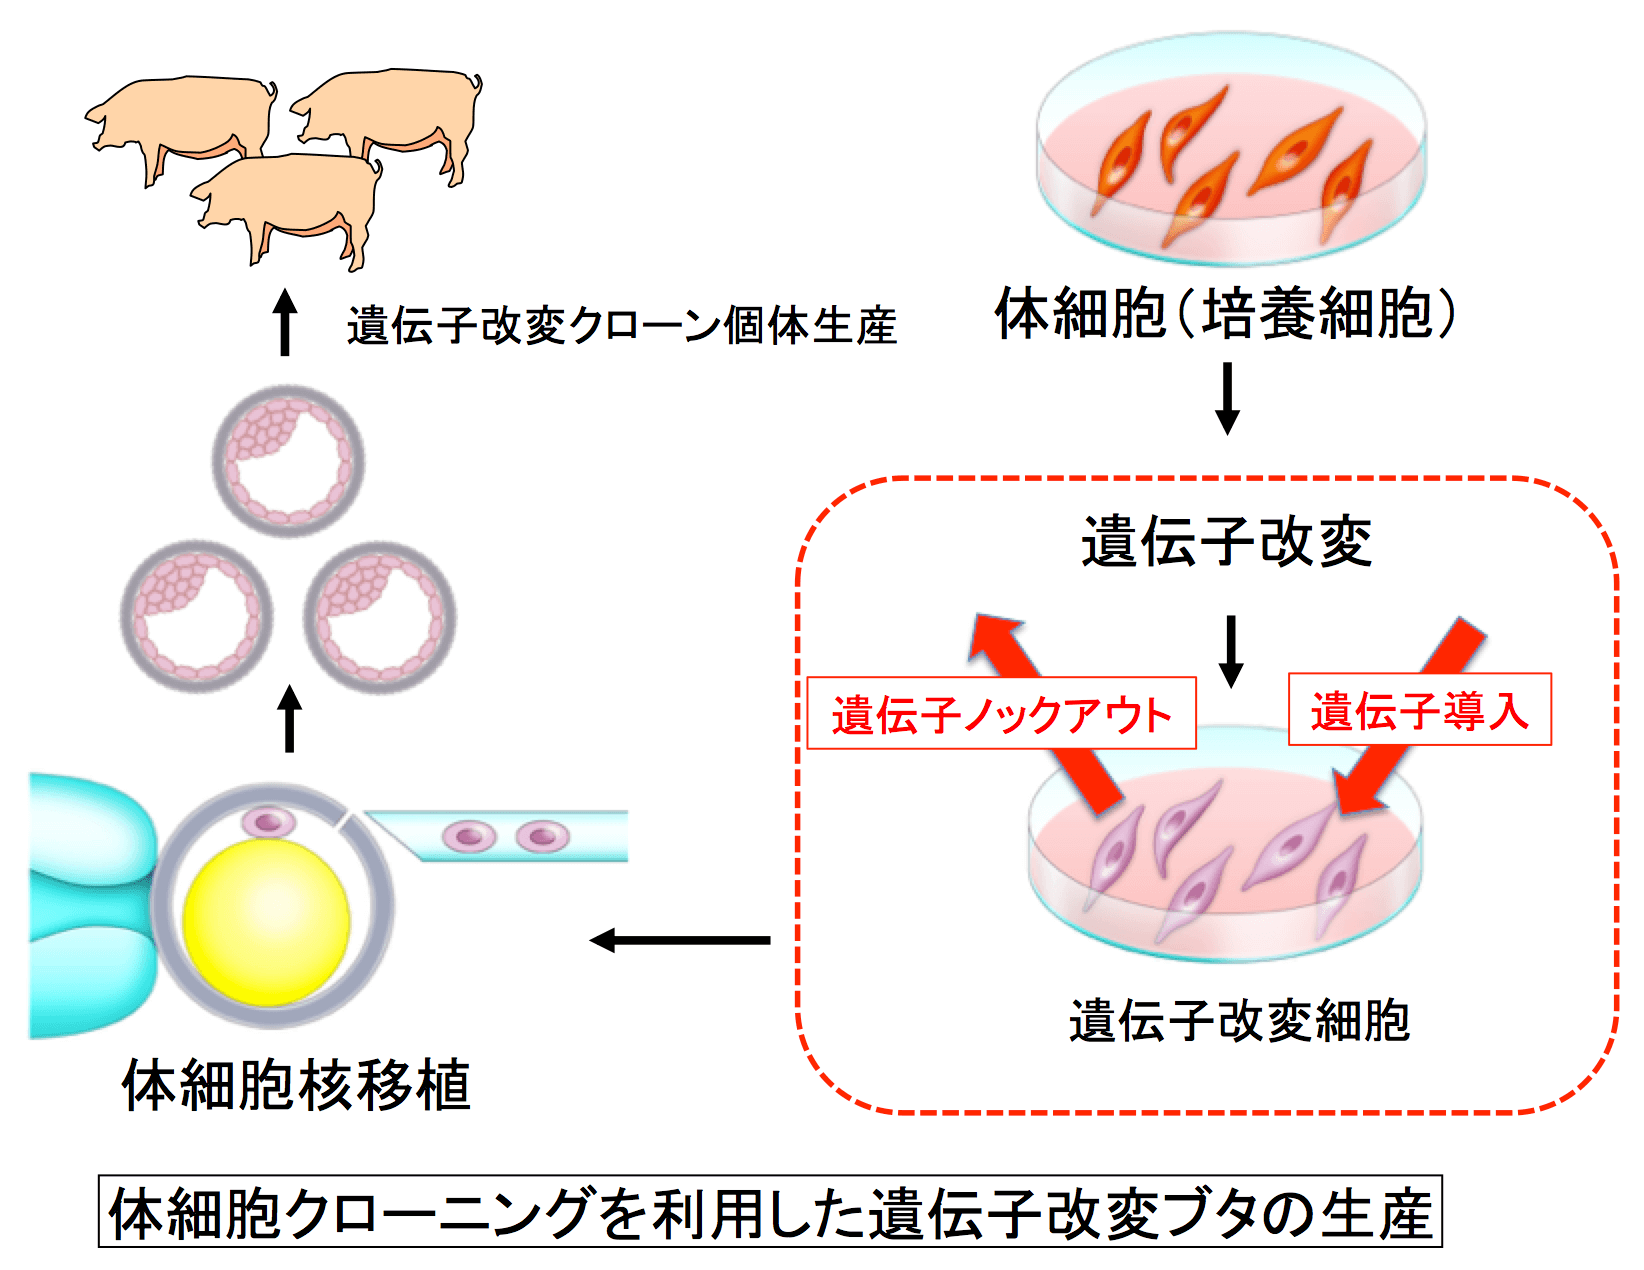 体細胞（培養細胞）
遺伝子改変
遺伝子ノックアウト
遺伝子導入
遺伝子改変細胞
体細胞核移植
遺伝子改変クローン個体生産
体細胞クローニングを利用した遺伝子改変ブタの生産